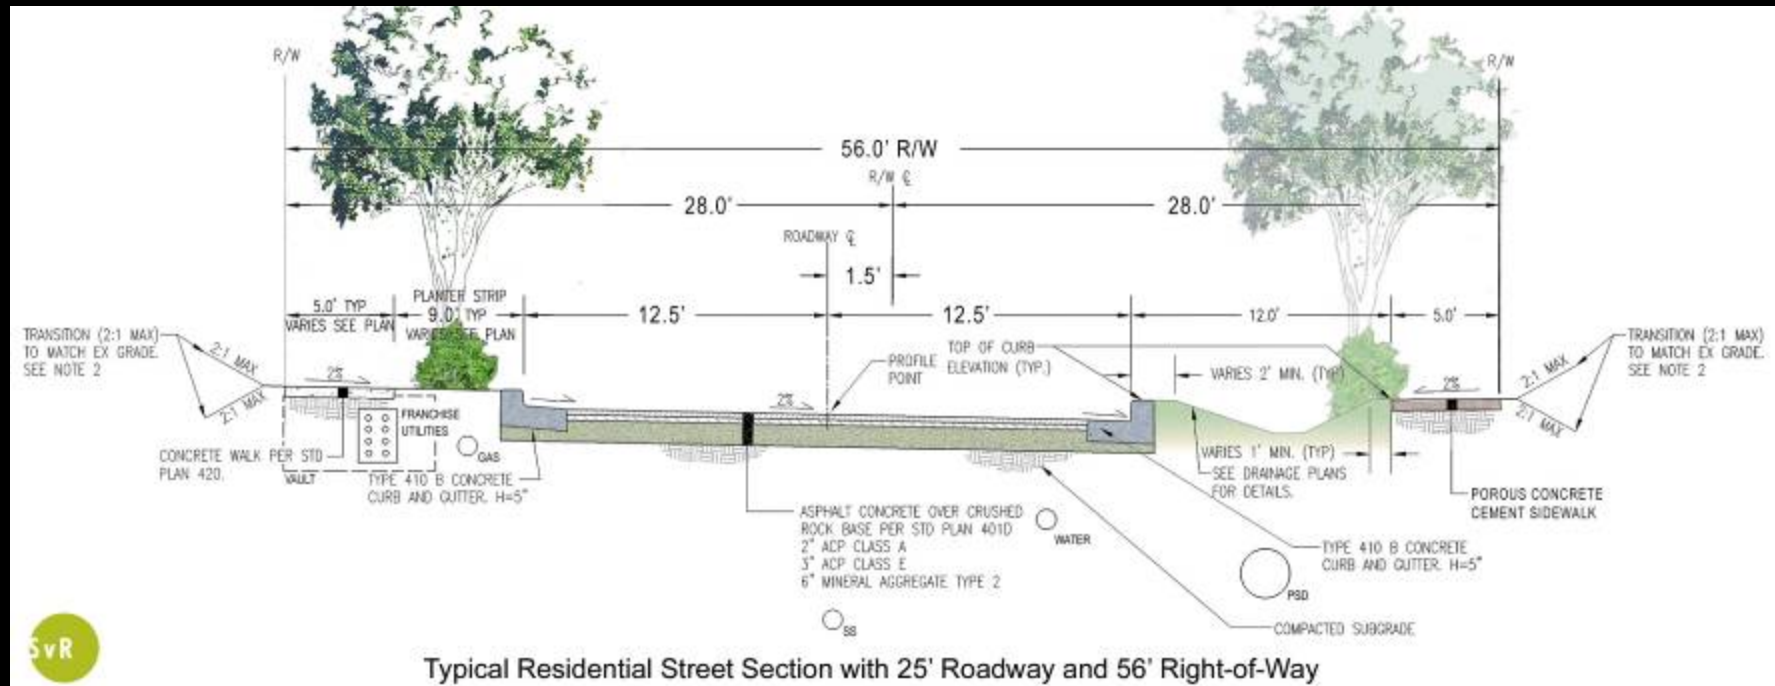 R/W
R/W
56.0' R/W
R/W ℄
28.0'
28.0'
ROADWAY ℄
1.5'
5.0' TYP
VARIES SEE PLAN
PLANTER STRIP
9.0' TYP
VARIES SEE PLAN
12.5'
12.5'
12.0'
5.0'
TRANSITION (2:1 MAX)
TO MATCH EX GRADE.
SEE NOTE 2
2:1 MAX
2:1 MAX
2%
PROFILE
POINT
TOP OF CURB
ELEVATION (TYP.)
VARIES 2' MIN. (TYP)
2%
2%
2:1 MAX
2:1 MAX
TRANSITION (2:1 MAX)
TO MATCH EX GRADE.
SEE NOTE 2
FRANCHISE
UTILITIES
GAS
CONCRETE WALK PER STD
PLAN 420.
VAULT
TYPE 410 B CONCRETE
CURB AND GUTTER. H=5"
VARIES 1' MIN. (TYP)
SEE DRAINAGE PLANS
FOR DETAILS.
POROUS CONCRETE
CEMENT SIDEWALK
ASPHALT CONCRETE OVER CRUSHED
ROCK BASE PER STD PLAN 401D
2" ACP CLASS A
3" ACP CLASS E
6" MINERAL AGGREGATE TYPE 2
WATER
TYPE 410 B CONCRETE
CURB AND GUTTER. H=5"
PSD
SS
COMPACTED SUBGRADE
SvR
Typical Residential Street Section with 25' Roadway and 56' Right-of-Way